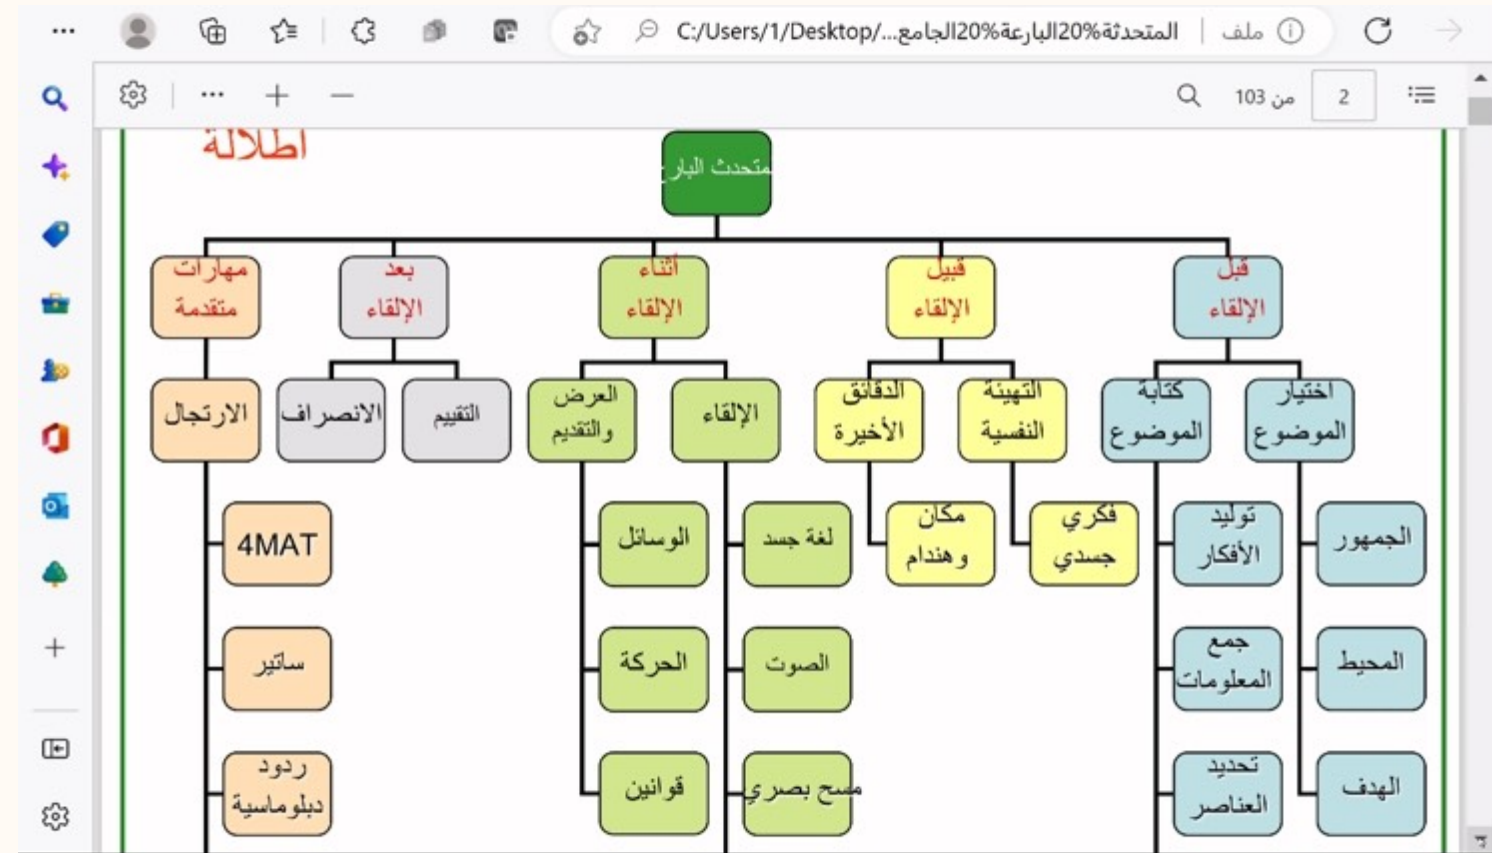 ملف
C:/Users/1/Desktop/...المتحدثة%20البارعة%20الجامع
2
من 103
اطلالة
متحدث البار
قبل
الإلقاء
قبيل
الإلقاء
أثناء
الإلقاء
بعد
الإلقاء
مهارات
متقدمة
اختيار
الموضوع
كتابة
الموضوع
التهيئة
النفسية
الدقائق
الأخيرة
الإلقاء
العرض
والتقديم
التقييم
الانصراف
الارتجال
الجمهور
توليد
الأفكار
فكري
جسدي
مكان
وهندام
لغة جسد
الوسائل
4MAT
المحيط
جمع
المعلومات
الصوت
الحركة
ساتير
الهدف
تحديد
العناصر
مسح بصري
قوانين
ردود
دبلوماسية